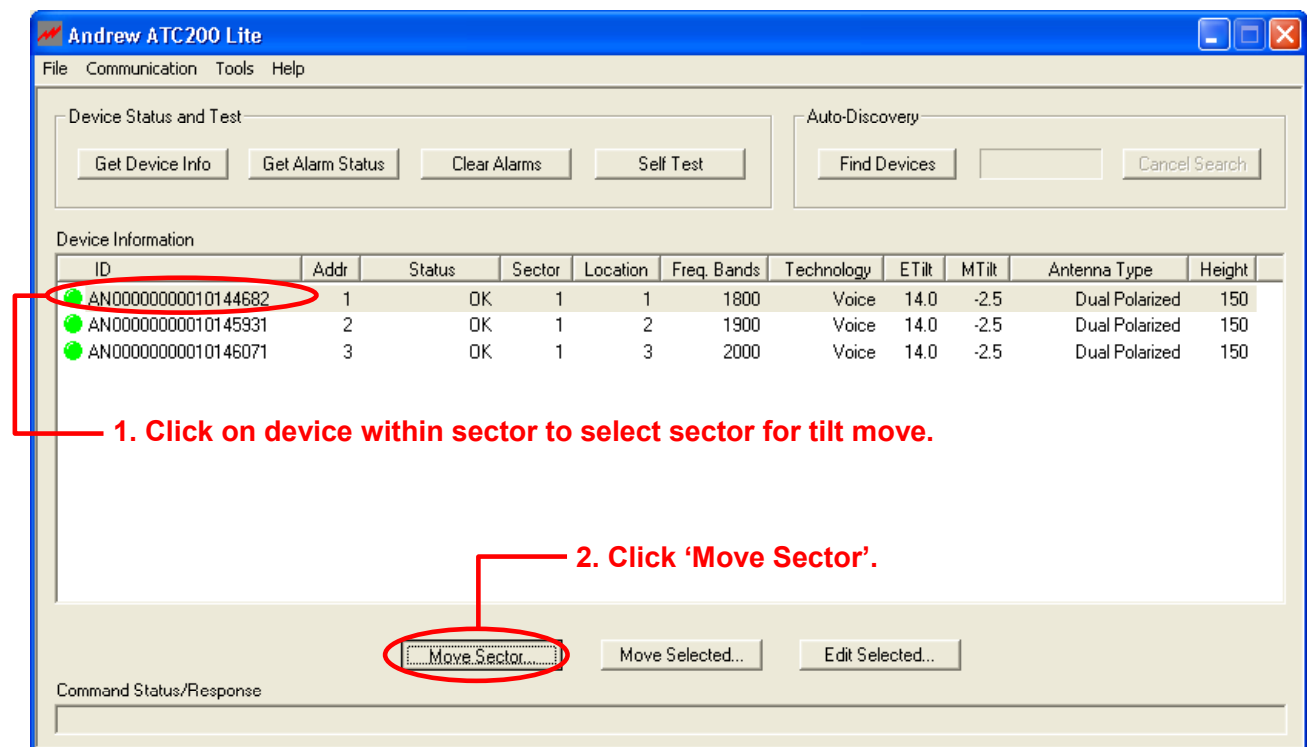 Andrew ATC200 Lite
File Communication Tools Help
Device Status and Test
Auto-Discovery
Get Device Info Get Alarm Status Clear Alarms Self Test Find Devices Cancel Search
Device Information
ID Addr Status Sector Location Freq. Bands Technology ETilt MTilt Antenna Type Height
AN00000000010144682 1 OK 1 1 1800 Voice 14.0 -2.5 Dual Polarized 150
AN00000000010145931 2 OK 1 2 1900 Voice 14.0 -2.5 Dual Polarized 150
AN00000000010146071 3 OK 1 3 2000 Voice 14.0 -2.5 Dual Polarized 150
1. Click on device within sector to select sector for tilt move.
2. Click ‘Move Sector’.
Move Sector... Move Selected... Edit Selected...
Command Status/Response